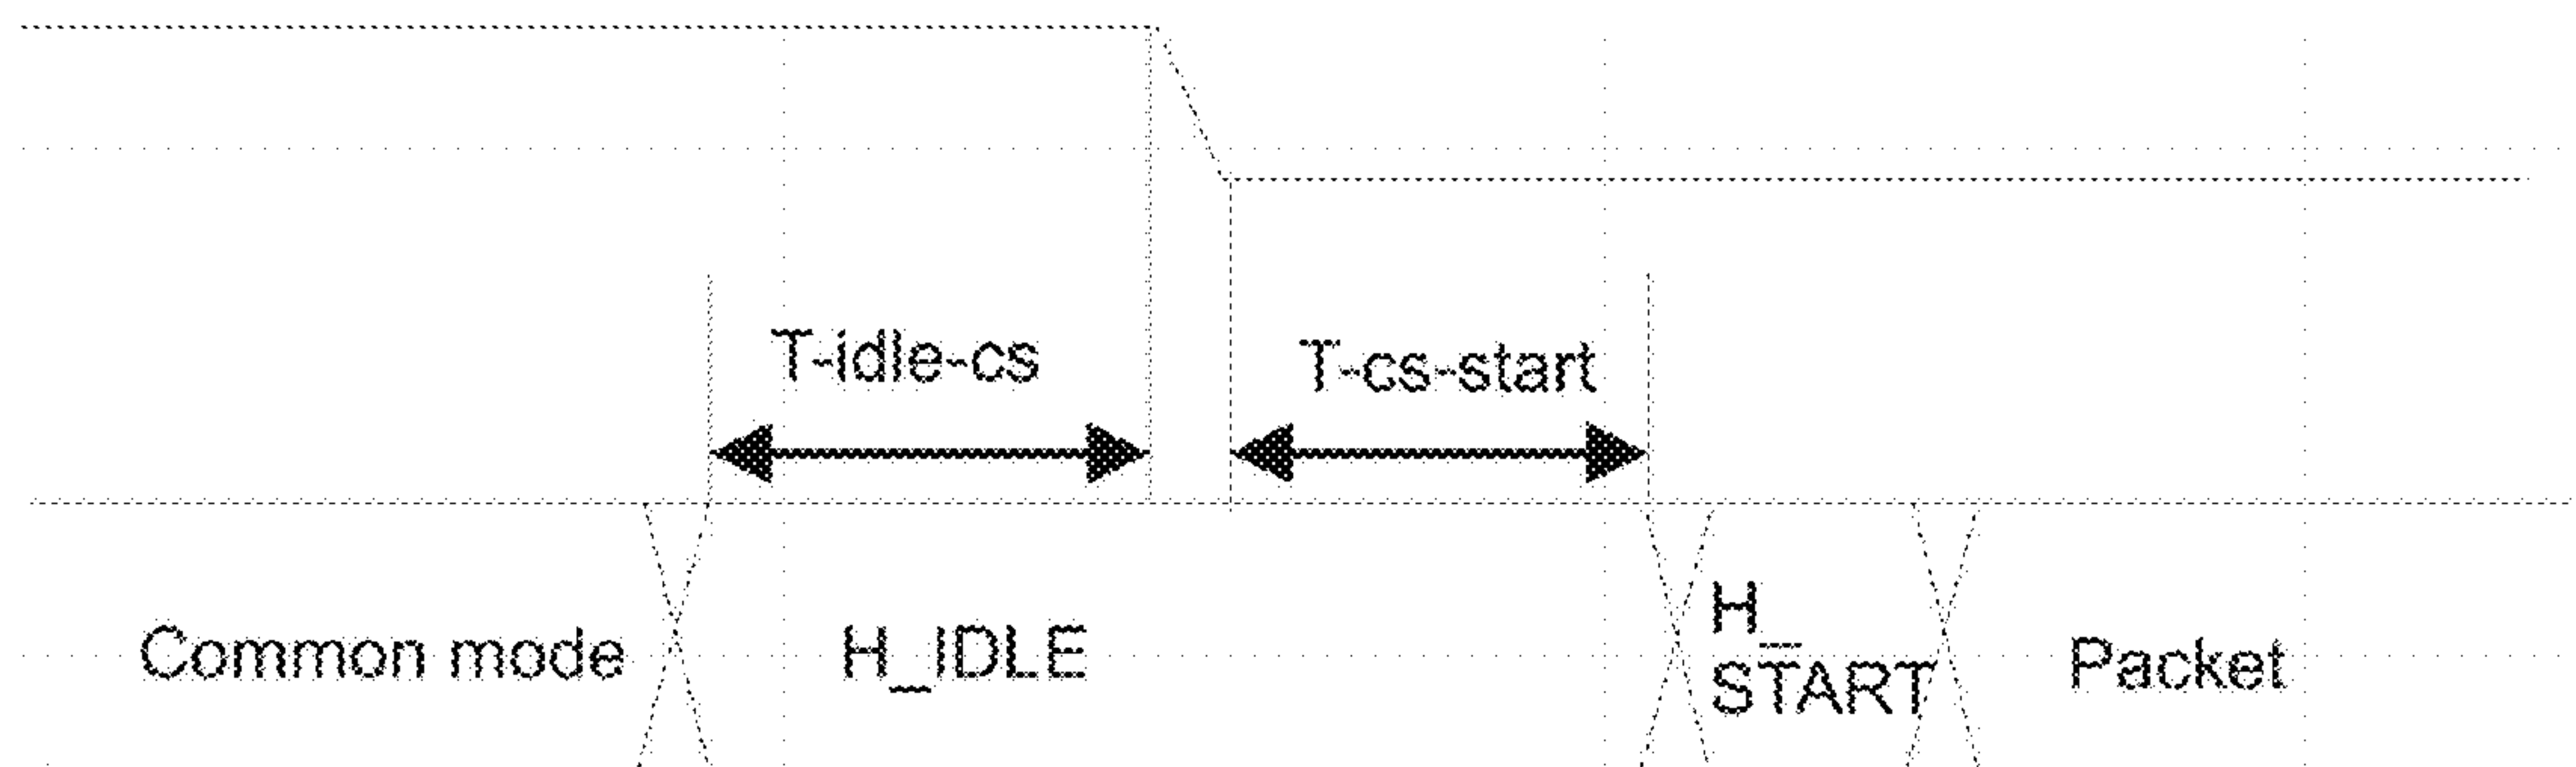 T-idle-cs
T-cs-start
Common mode
H_IDLE
H_
START
Packet